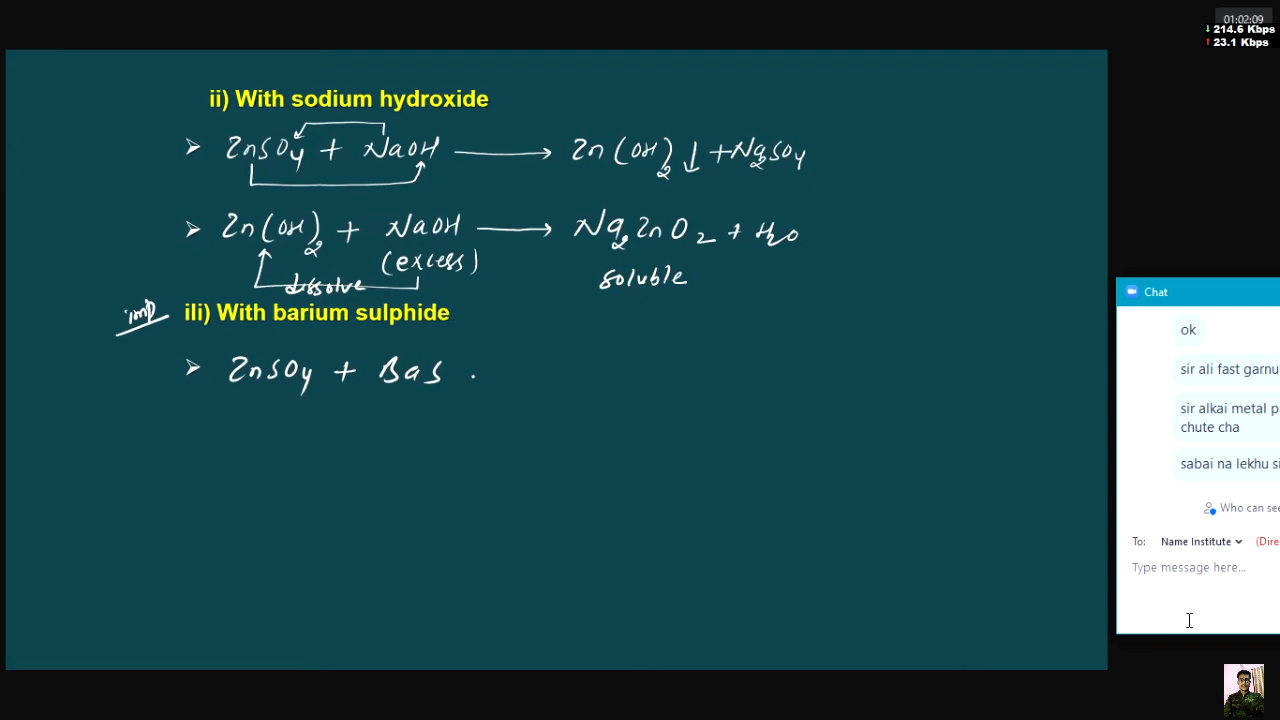 01:02:09
↓ 214.6 Kbps
↑ 23.1 Kbps
ii) With sodium hydroxide
➢ ZnSO4 + NaOH ⟶ Zn(OH)2 ↓ + Na2SO4
➢ Zn(OH)2 + NaOH ⟶ Na2ZnO2 + H2O
(excess)
dissolve
soluble
imp
iii) With barium sulphide
➢ ZnSO4 + BaS
Chat
ok
sir ali fast garnu
sir alkai metal p
chute cha
sabai na lekhu si
Who can see
To: Name Institute (Dire
Type message here...